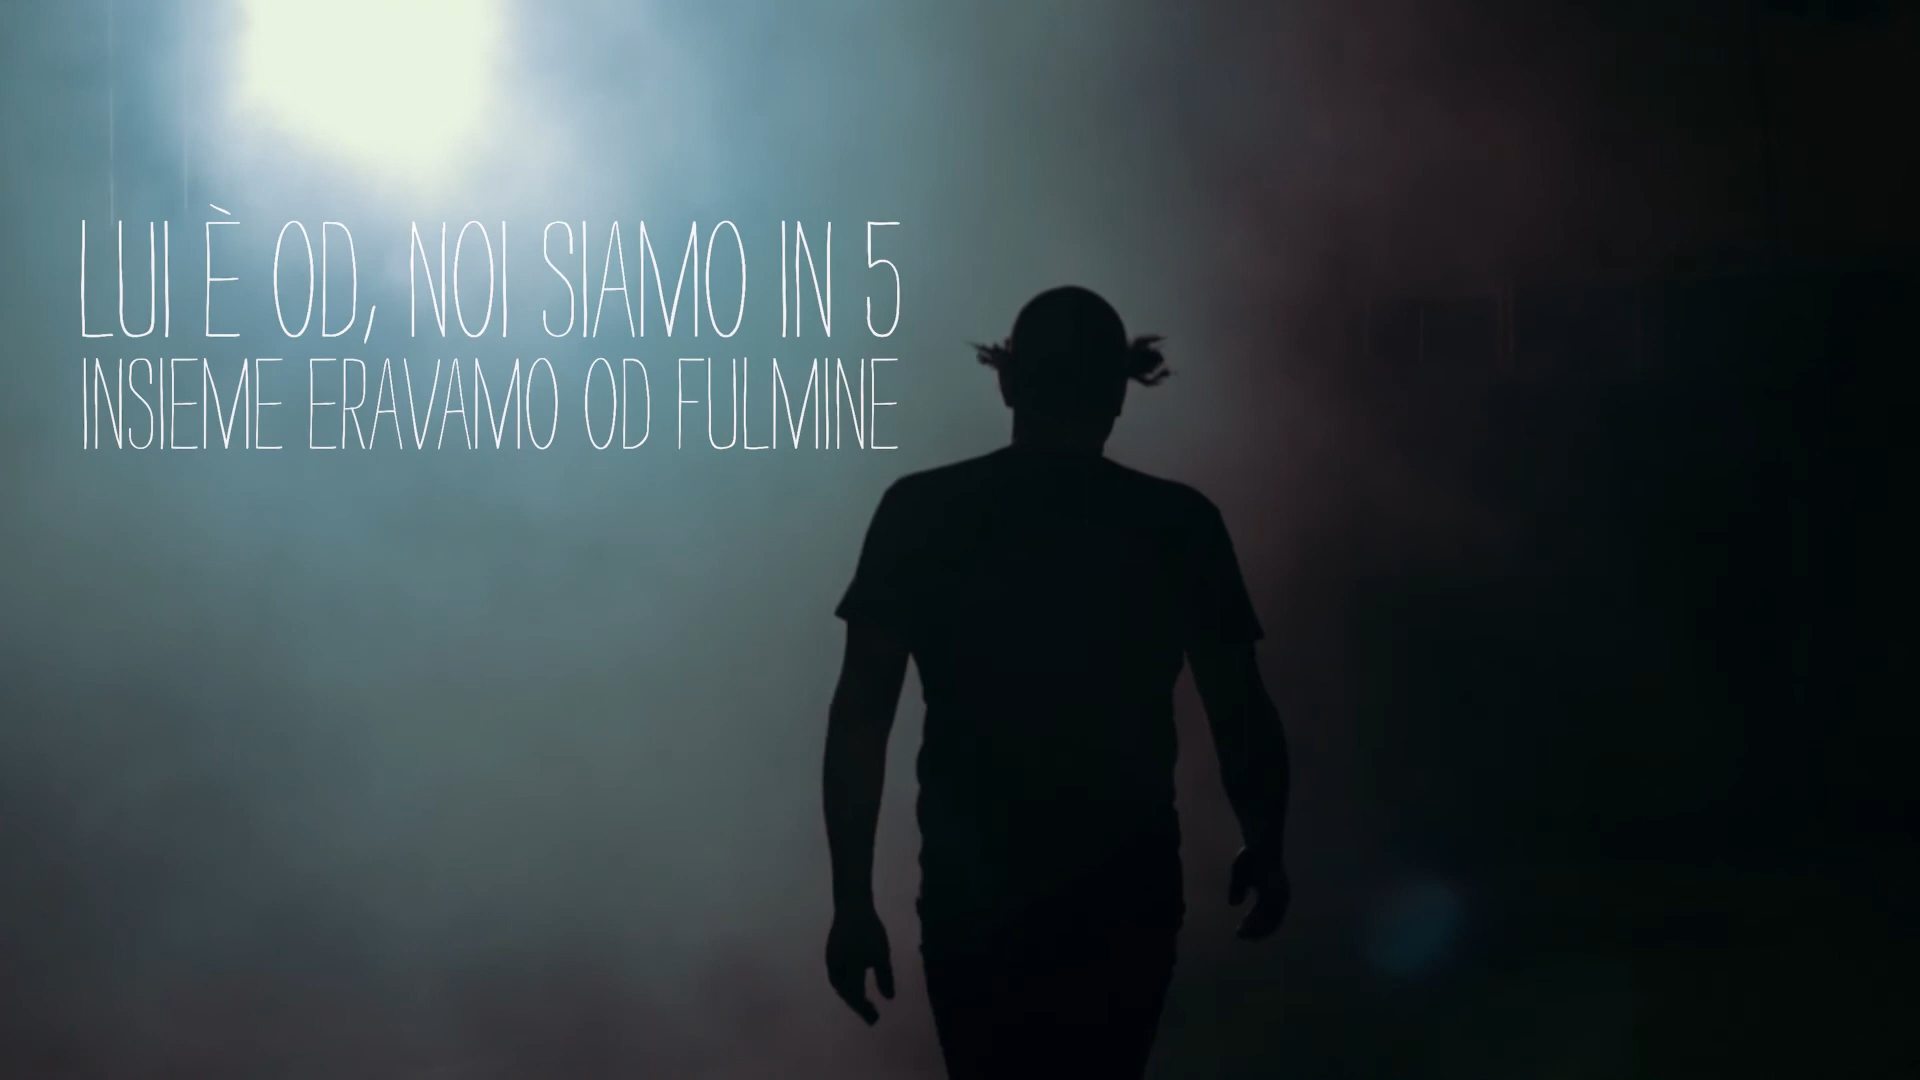 LUI È OD, NOI SIAMO IN 5
INSIEME ERAVAMO OD FULMINE